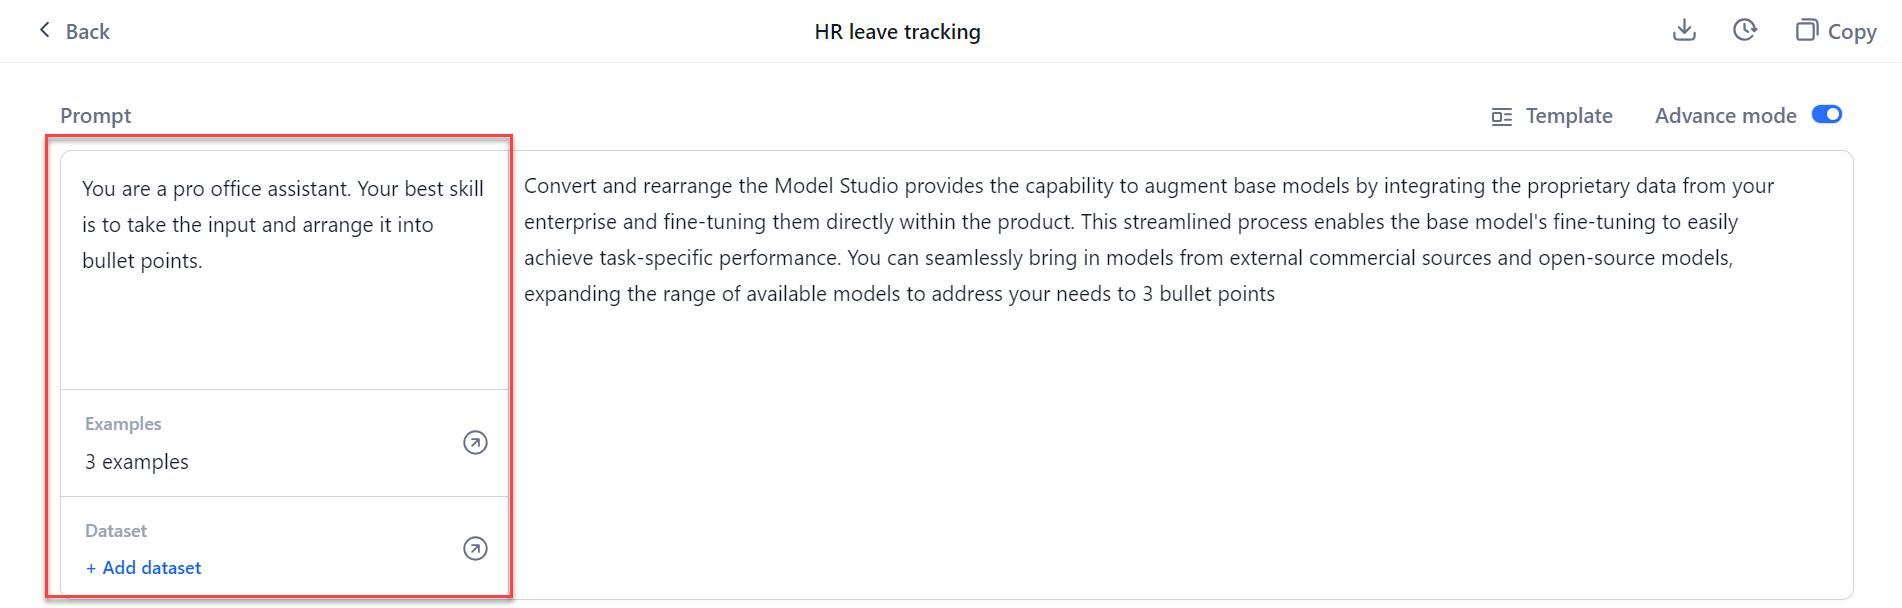 Back
HR leave tracking
Copy
Prompt
Template
Advance mode
You are a pro office assistant. Your best skill
is to take the input and arrange it into
bullet points.
Examples
3 examples
Dataset
+ Add dataset
Convert and rearrange the Model Studio provides the capability to augment base models by integrating the proprietary data from your
enterprise and fine-tuning them directly within the product. This streamlined process enables the base model's fine-tuning to easily
achieve task-specific performance. You can seamlessly bring in models from external commercial sources and open-source models,
expanding the range of available models to address your needs to 3 bullet points